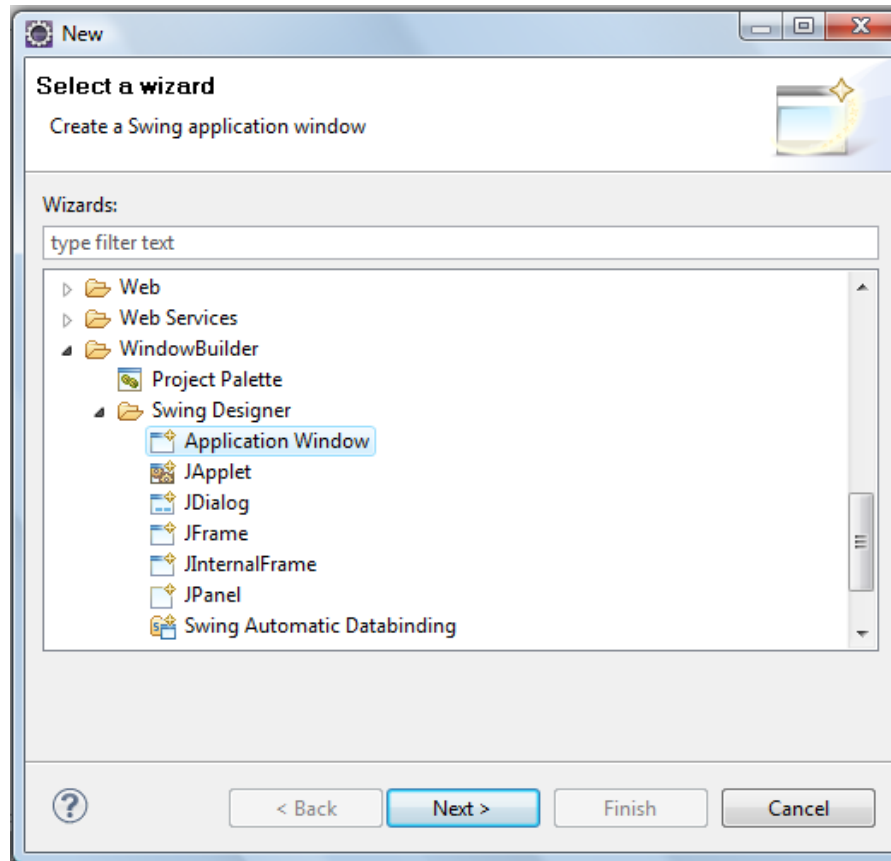 New
Select a wizard
Create a Swing application window
Wizards:
type filter text
Web
Web Services
WindowBuilder
Project Palette
Swing Designer
Application Window
JApplet
JDialog
JFrame
JInternalFrame
JPanel
Swing Automatic Databinding
? < Back Next > Finish Cancel